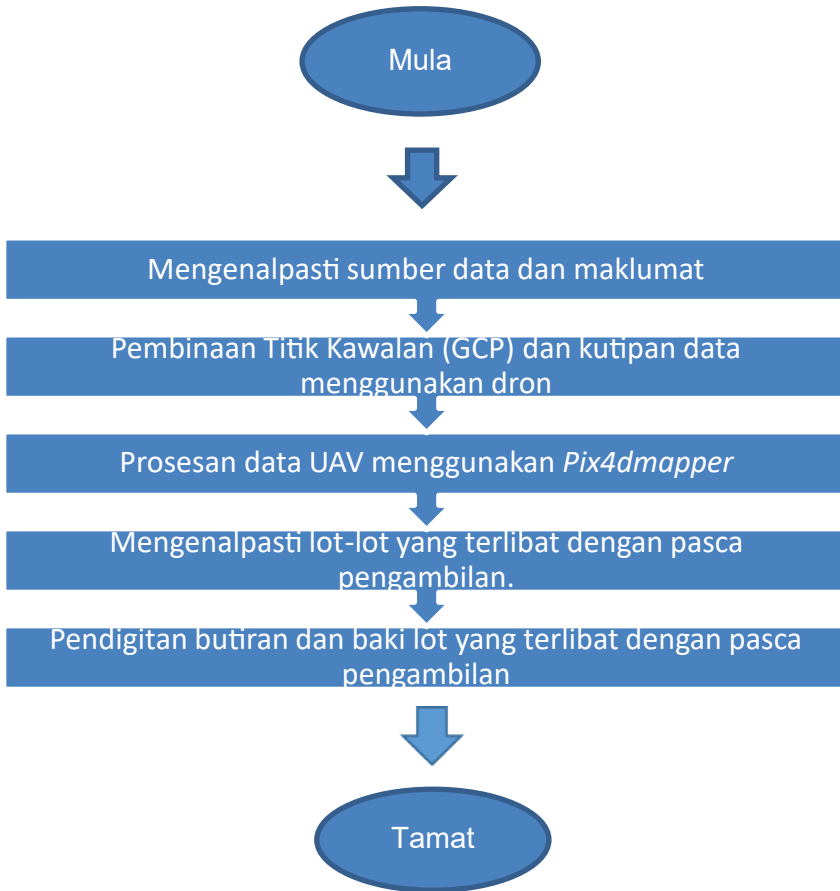 Mula
Mengenalpasti sumber data dan maklumat
Pembinaan Titik Kawalan (GCP) dan kutipan data
menggunakan dron
Prosesan data UAV menggunakan Pix4dmapper
Mengenalpasti lot-lot yang terlibat dengan pasca
pengambilan.
Pendigitan butiran dan baki lot yang terlibat dengan pasca
pengambilan
Tamat